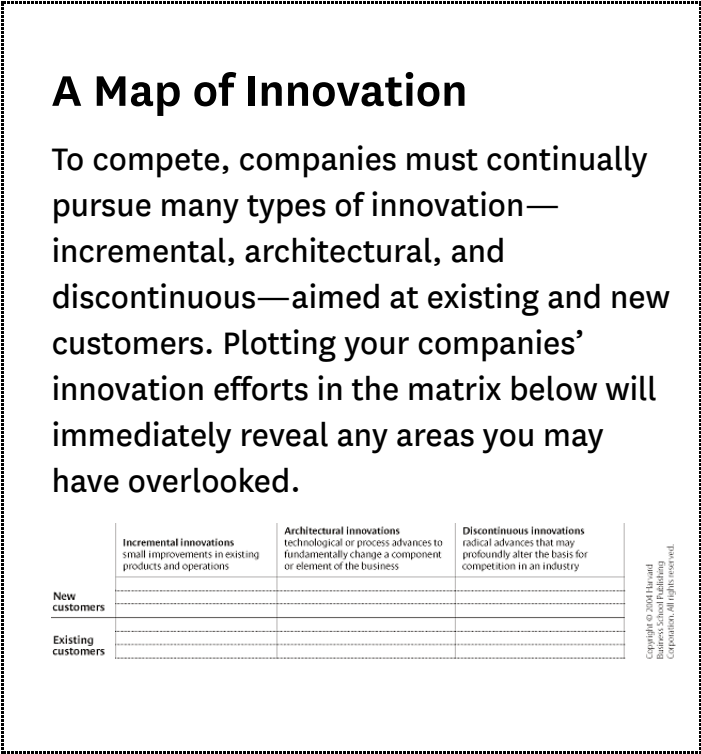 A Map of Innovation
To compete, companies must continually
pursue many types of innovation—
incremental, architectural, and
discontinuous—aimed at existing and new
customers. Plotting your companies’
innovation efforts in the matrix below will
immediately reveal any areas you may
have overlooked.
Incremental innovations
small improvements in existing
products and operations
Architectural innovations
technological or process advances to
fundamentally change a component
or element of the business
Discontinuous innovations
radical advances that may
profoundly alter the basis for
competition in an industry
New
customers
Existing
customers
Copyright © 2004 Harvard
Business School Publishing
Corporation. All rights reserved.